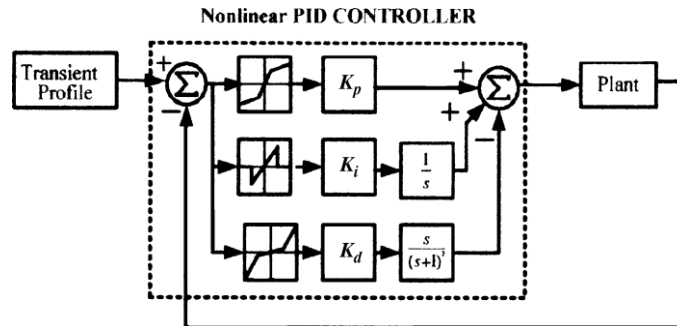 Nonlinear PID CONTROLLER
Transient
Profile
+
−
Σ
K_p
+
+
−
Σ
Plant
K_i
1/s
K_d
s/(s+1)²